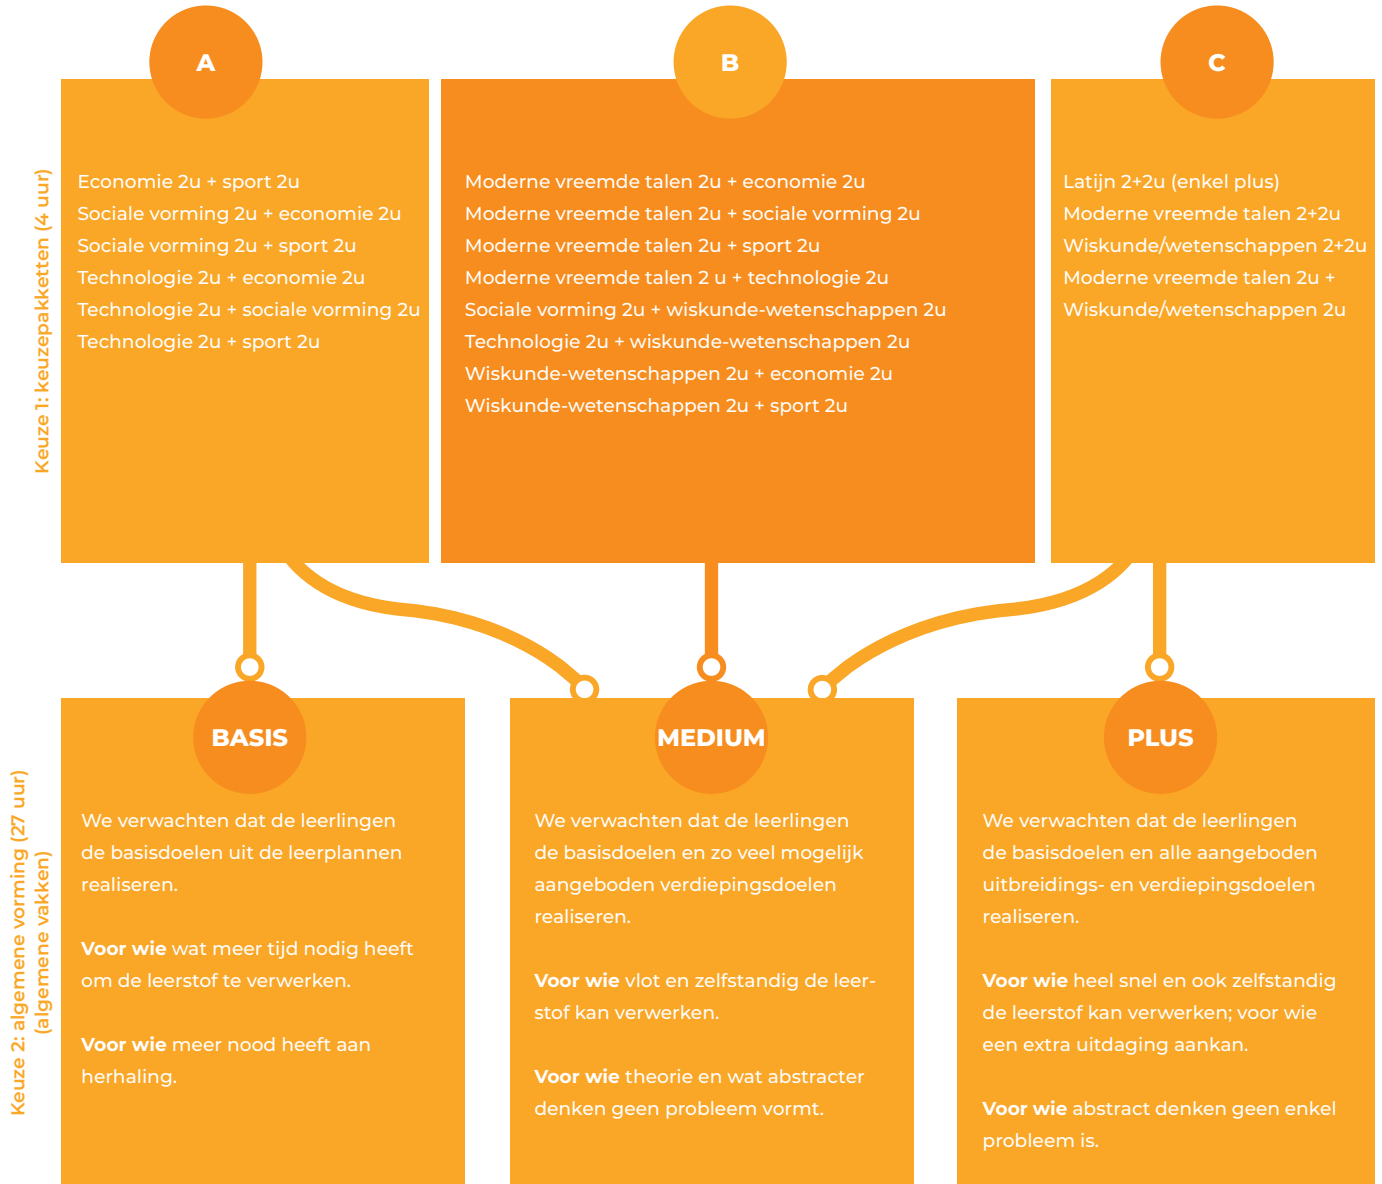 A
B
C
Keuze 1: keuzepakketten (4 uur)
Economie 2u + sport 2u
Sociale vorming 2u + economie 2u
Sociale vorming 2u + sport 2u
Technologie 2u + economie 2u
Technologie 2u + sociale vorming 2u
Technologie 2u + sport 2u
Moderne vreemde talen 2u + economie 2u
Moderne vreemde talen 2u + sociale vorming 2u
Moderne vreemde talen 2u + sport 2u
Moderne vreemde talen 2 u + technologie 2u
Sociale vorming 2u + wiskunde-wetenschappen 2u
Technologie 2u + wiskunde-wetenschappen 2u
Wiskunde-wetenschappen 2u + economie 2u
Wiskunde-wetenschappen 2u + sport 2u
Latijn 2+2u (enkel plus)
Moderne vreemde talen 2+2u
Wiskunde/wetenschappen 2+2u
Moderne vreemde talen 2u +
Wiskunde/wetenschappen 2u
Keuze 2: algemene vorming (27 uur)
(algemene vakken)
BASIS
We verwachten dat de leerlingen
de basisdoelen uit de leerplannen
realiseren.
Voor wie wat meer tijd nodig heeft
om de leerstof te verwerken.
Voor wie meer nood heeft aan
herhaling.
MEDIUM
We verwachten dat de leerlingen
de basisdoelen en zo veel mogelijk
aangeboden verdiepingsdoelen
realiseren.
Voor wie vlot en zelfstandig de leer-
stof kan verwerken.
Voor wie theorie en wat abstracter
denken geen probleem vormt.
PLUS
We verwachten dat de leerlingen
de basisdoelen en alle aangeboden
uitbreidings- en verdiepingsdoelen
realiseren.
Voor wie heel snel en ook zelfstandig
de leerstof kan verwerken; voor wie
een extra uitdaging aankan.
Voor wie abstract denken geen enkel
probleem is.